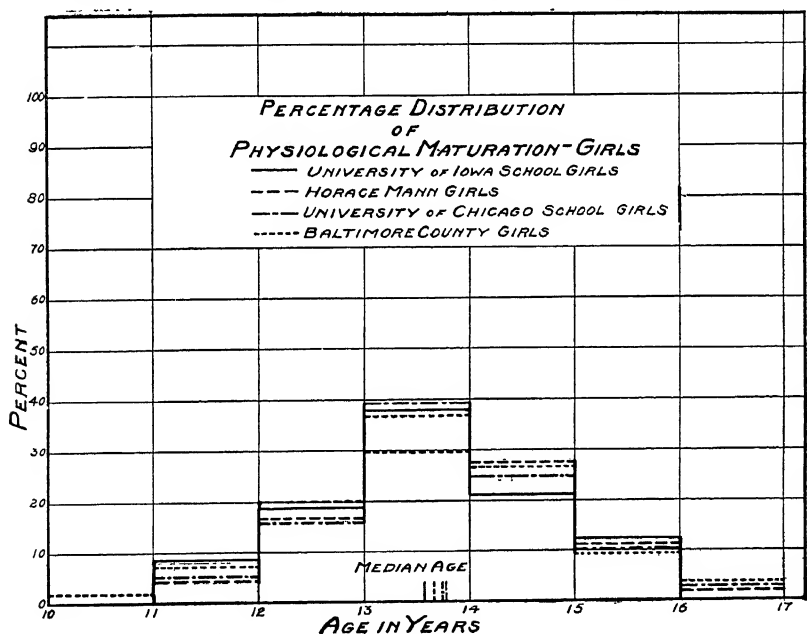 PERCENTAGE DISTRIBUTION
OF
PHYSIOLOGICAL MATURATION-GIRLS
UNIVERSITY OF IOWA SCHOOL GIRLS
HORACE MANN GIRLS
UNIVERSITY OF CHICAGO SCHOOL GIRLS
BALTIMORE COUNTY GIRLS
PERCENT
100
90
80
70
60
50
40
30
20
10
0
MEDIAN AGE
10 11 12 13 14 15 16 17
AGE IN YEARS